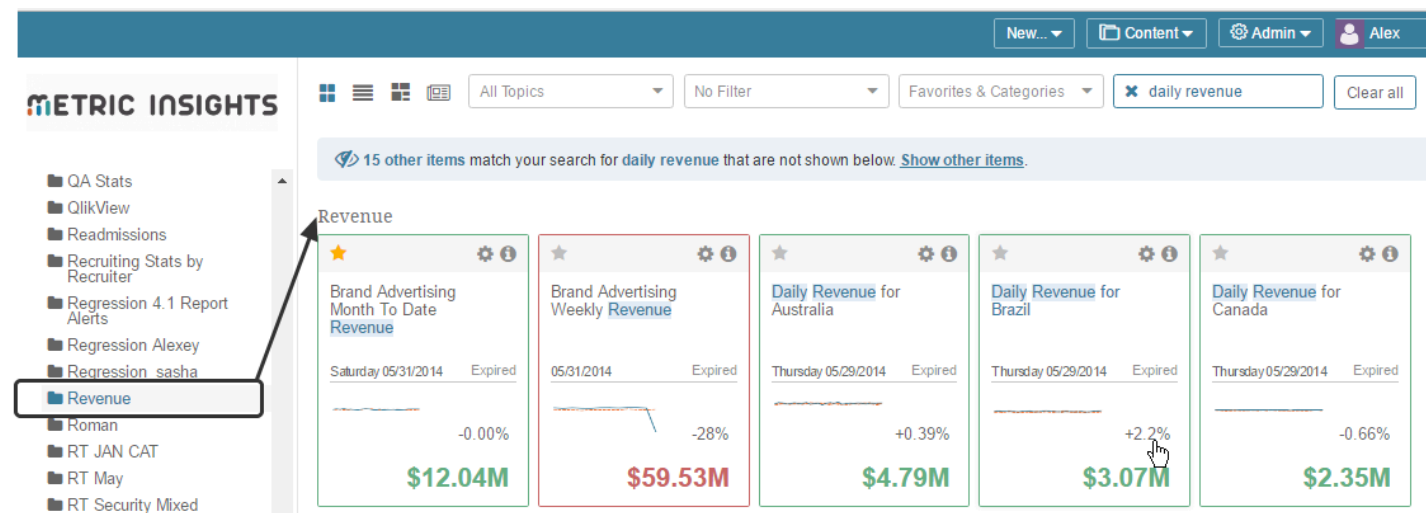 New...
Content
Admin
Alex
METRIC INSIGHTS
All Topics
No Filter
Favorites & Categories
daily revenue
Clear all
15 other items match your search for daily revenue that are not shown below. Show other items.
QA Stats
QlikView
Readmissions
Recruiting Stats by
Recruiter
Regression 4.1 Report
Alerts
Regression Alexey
Regression_sasha
Revenue
Roman
RT JAN CAT
RT May
RT Security Mixed
Revenue
Brand Advertising
Month To Date
Revenue
Saturday 05/31/2014 Expired
-0.00%
$12.04M
Brand Advertising
Weekly Revenue
05/31/2014 Expired
-28%
$59.53M
Daily Revenue for
Australia
Thursday 05/29/2014 Expired
+0.39%
$4.79M
Daily Revenue for
Brazil
Thursday 05/29/2014 Expired
+2.2%
$3.07M
Daily Revenue for
Canada
Thursday 05/29/2014 Expired
-0.66%
$2.35M